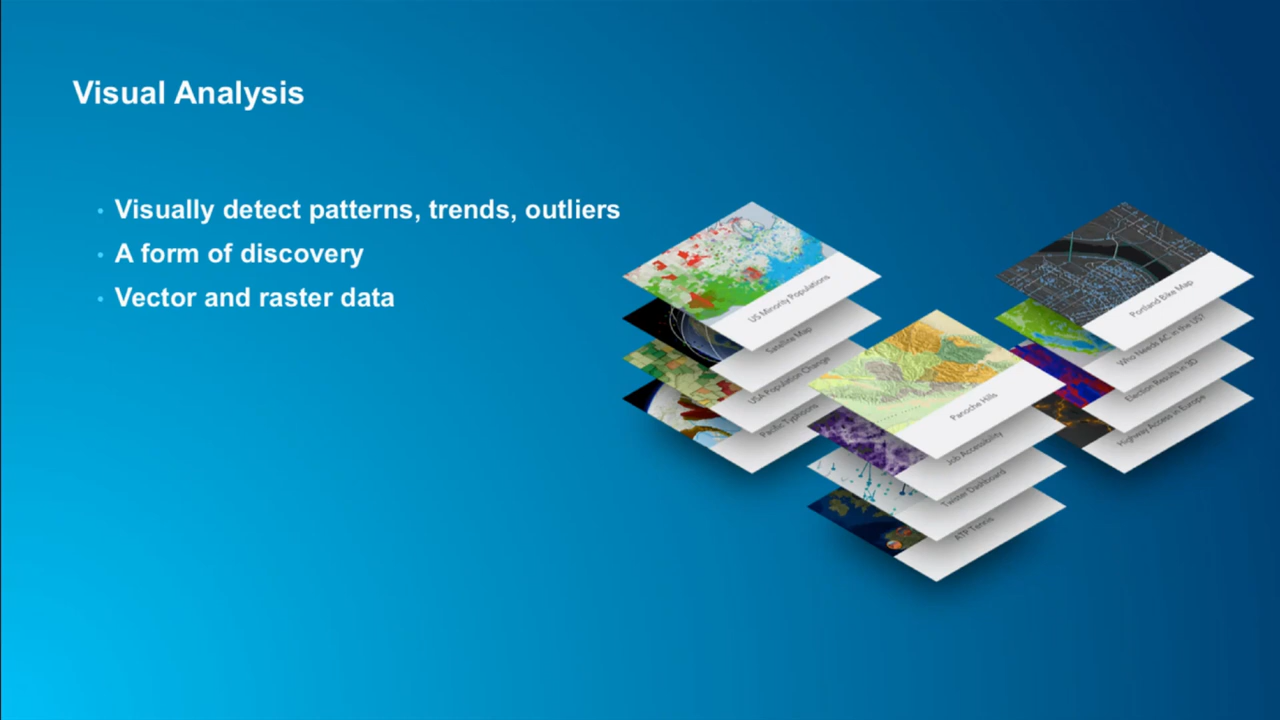 Visual Analysis
• Visually detect patterns, trends, outliers
• A form of discovery
• Vector and raster data
US Minority Populations
Satellite Map
USA Population Change
Pacific Typhoons
Panoche Hills
Job Accessibility
Twitter Dashboard
ATP Tennis
Portland Bike Map
Who Needs AC in the US?
Election Results in 3D
Highway Access in Europe